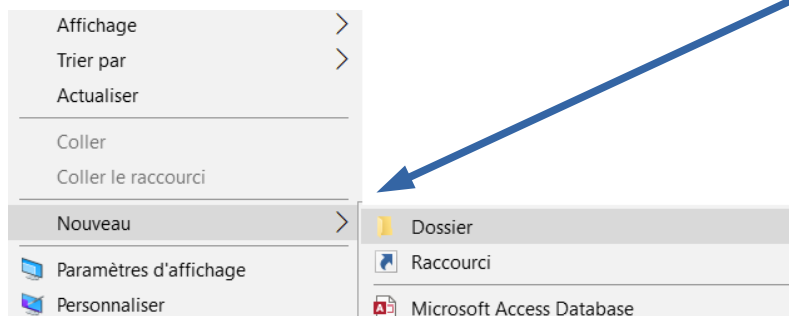 Affichage
Trier par
Actualiser
Coller
Coller le raccourci
Nouveau
Paramètres d'affichage
Personnaliser
Dossier
Raccourci
Microsoft Access Database